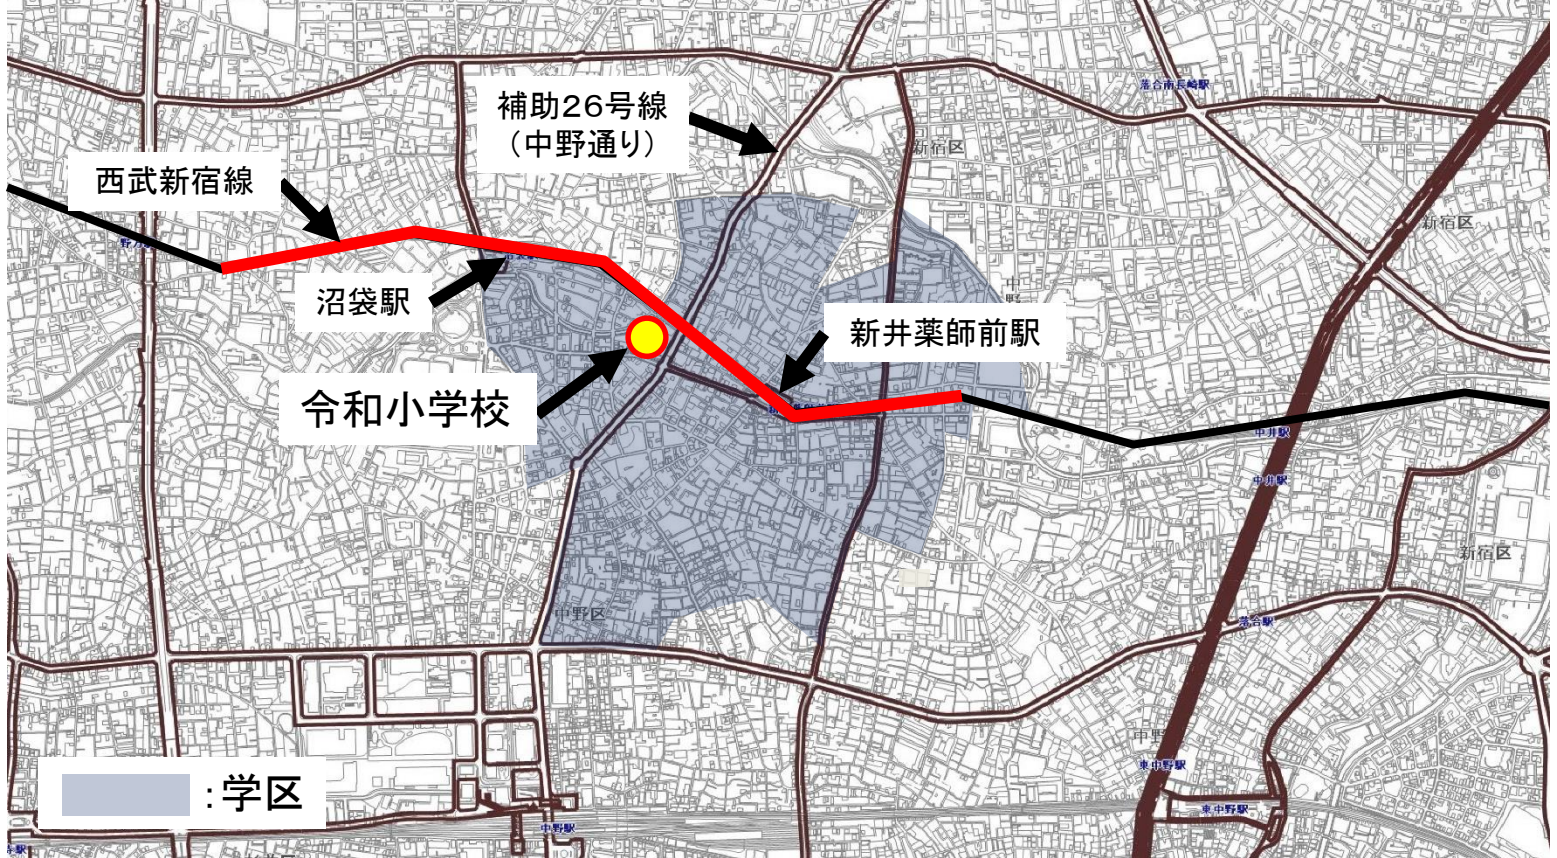 落合南長崎駅
補助26号線
（中野通り）
新宿区
西武新宿線
新宿区
沼袋駅
新井薬師前駅
令和小学校
中井駅
中井駅
新宿区
中野区
落合駅
東中野駅
：学区
東中野駅
中野駅